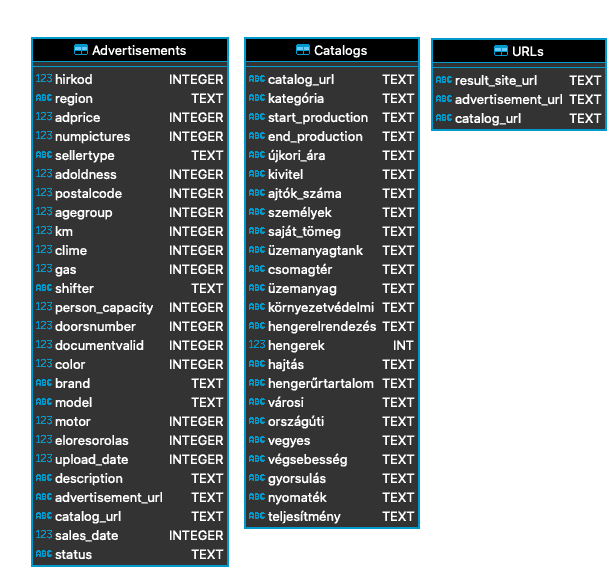 Advertisements
123 hirkod INTEGER
ABC region TEXT
123 adprice INTEGER
123 numpictures INTEGER
ABC sellertype TEXT
123 adoldness INTEGER
123 postalcode INTEGER
123 agegroup INTEGER
123 km INTEGER
123 clime INTEGER
123 gas INTEGER
ABC shifter TEXT
123 person_capacity INTEGER
123 doorsnumber INTEGER
123 documentvalid INTEGER
123 color INTEGER
ABC brand TEXT
ABC model TEXT
123 motor INTEGER
123 eloresorolas INTEGER
123 upload_date INTEGER
ABC description TEXT
ABC advertisement_url TEXT
ABC catalog_url TEXT
123 sales_date INTEGER
ABC status TEXT
Catalogs
ABC catalog_url TEXT
ABC kategória TEXT
ABC start_production TEXT
ABC end_production TEXT
ABC újkori_ára TEXT
ABC kivitel TEXT
ABC ajtók_száma TEXT
ABC személyek TEXT
ABC saját_tömeg TEXT
ABC üzemanyagtank TEXT
ABC csomagtér TEXT
ABC üzemanyag TEXT
ABC környezetvédelmi TEXT
ABC hengerelrendezés TEXT
123 hengerek INT
ABC hajtás TEXT
ABC hengerűrtartalom TEXT
ABC városi TEXT
ABC országúti TEXT
ABC vegyes TEXT
ABC végsebesség TEXT
ABC gyorsulás TEXT
ABC nyomaték TEXT
ABC teljesítmény TEXT
URLs
ABC result_site_url TEXT
ABC advertisement_url TEXT
ABC catalog_url TEXT